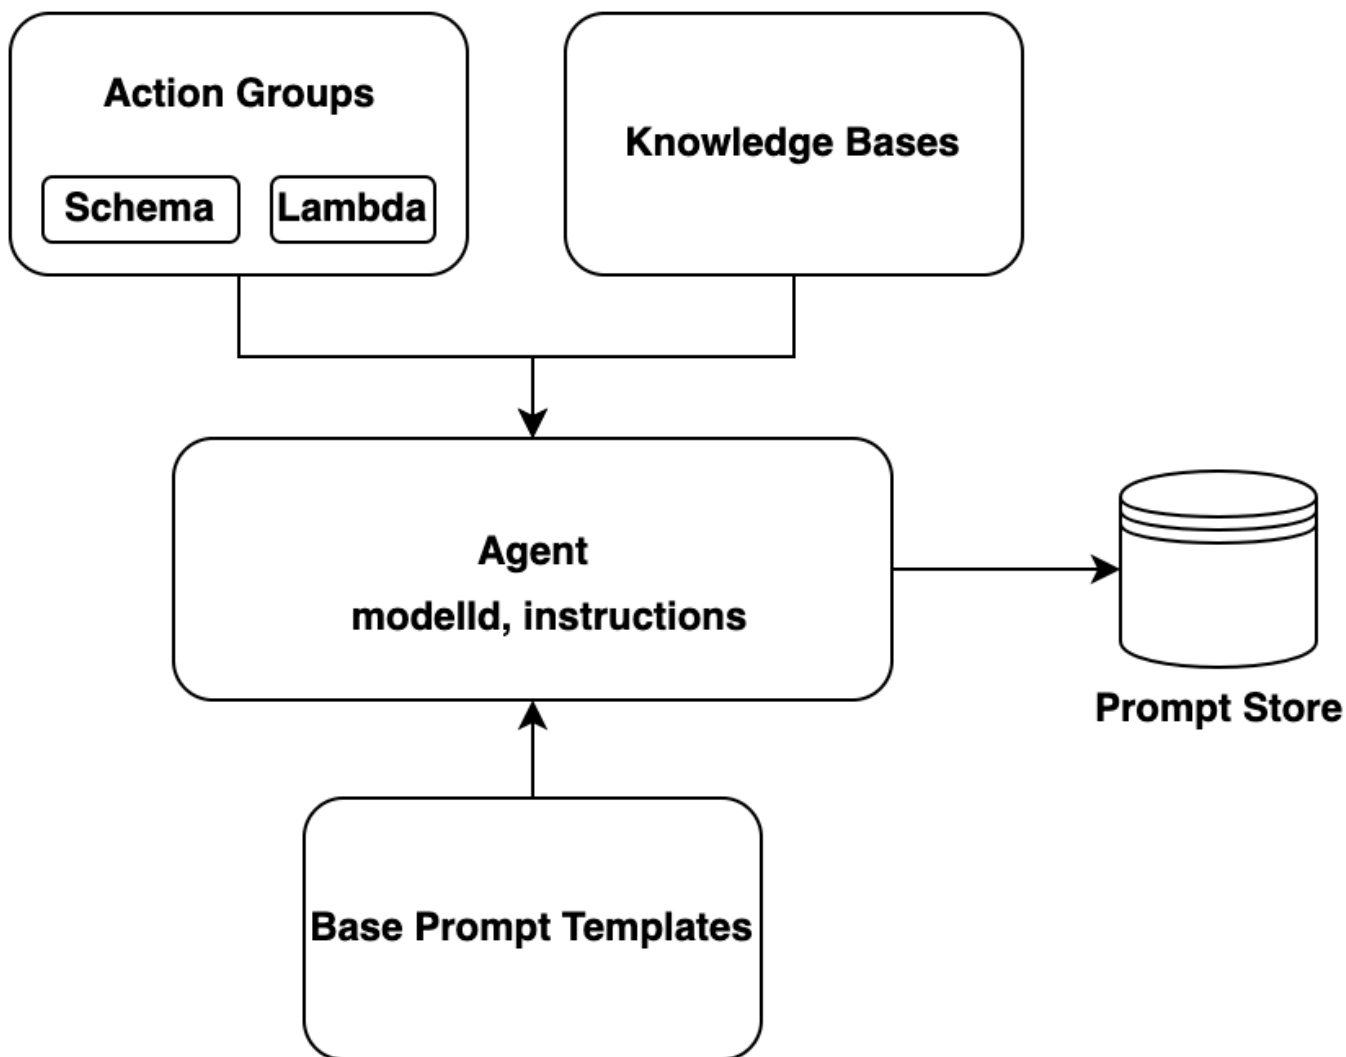 Action Groups
Knowledge Bases
Schema
Lambda
Agent
modelId, instructions
Prompt Store
Base Prompt Templates